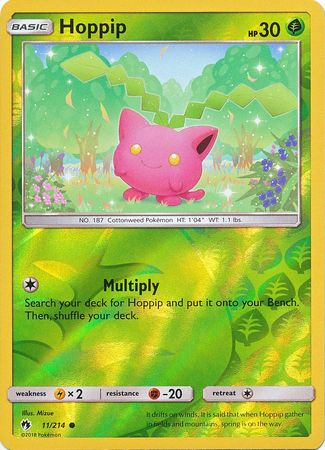 BASIC Hoppip HP 30
NO. 187 Cottonweed Pokémon HT: 1'04" WT: 1.1 lbs.
Multiply
Search your deck for Hoppip and put it onto your Bench.
Then, shuffle your deck.
weakness ×2 resistance -20 retreat
Illus. Mizue
11/214
©2018 Pokémon
It drifts on winds. It is said that when Hoppip gather
in fields and mountains, spring is on the way.